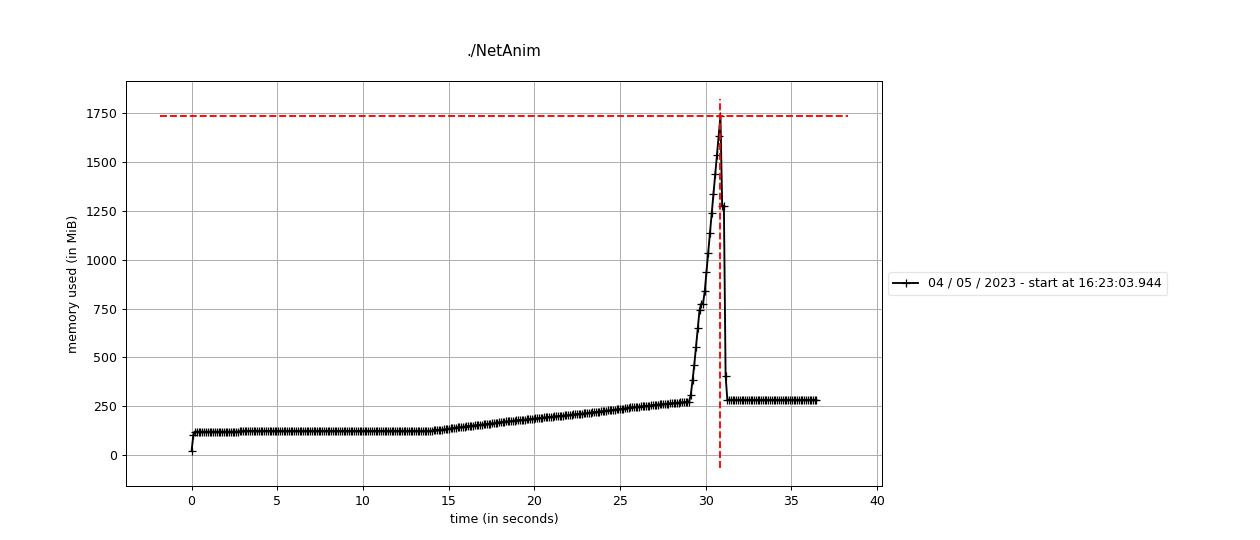 ./NetAnim
memory used (in MiB)
1750
1500
1250
1000
750
500
250
0
0 5 10 15 20 25 30 35 40
time (in seconds)
04 / 05 / 2023 - start at 16:23:03.944